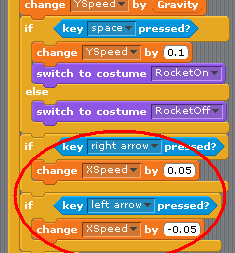 change YSpeed by Gravity
if key space pressed?
change YSpeed by 0.1
switch to costume RocketOn
else
switch to costume RocketOff
if key right arrow pressed?
change XSpeed by 0.05
if key left arrow pressed?
change XSpeed by -0.05